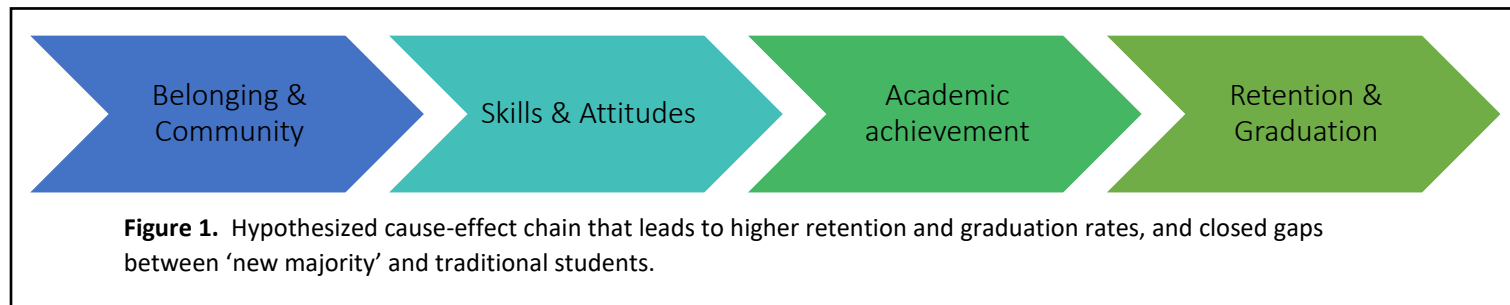 Belonging &
Community
Skills & Attitudes
Academic
achievement
Retention &
Graduation
Figure 1.  Hypothesized cause-effect chain that leads to higher retention and graduation rates, and closed gaps
between ‘new majority’ and traditional students.